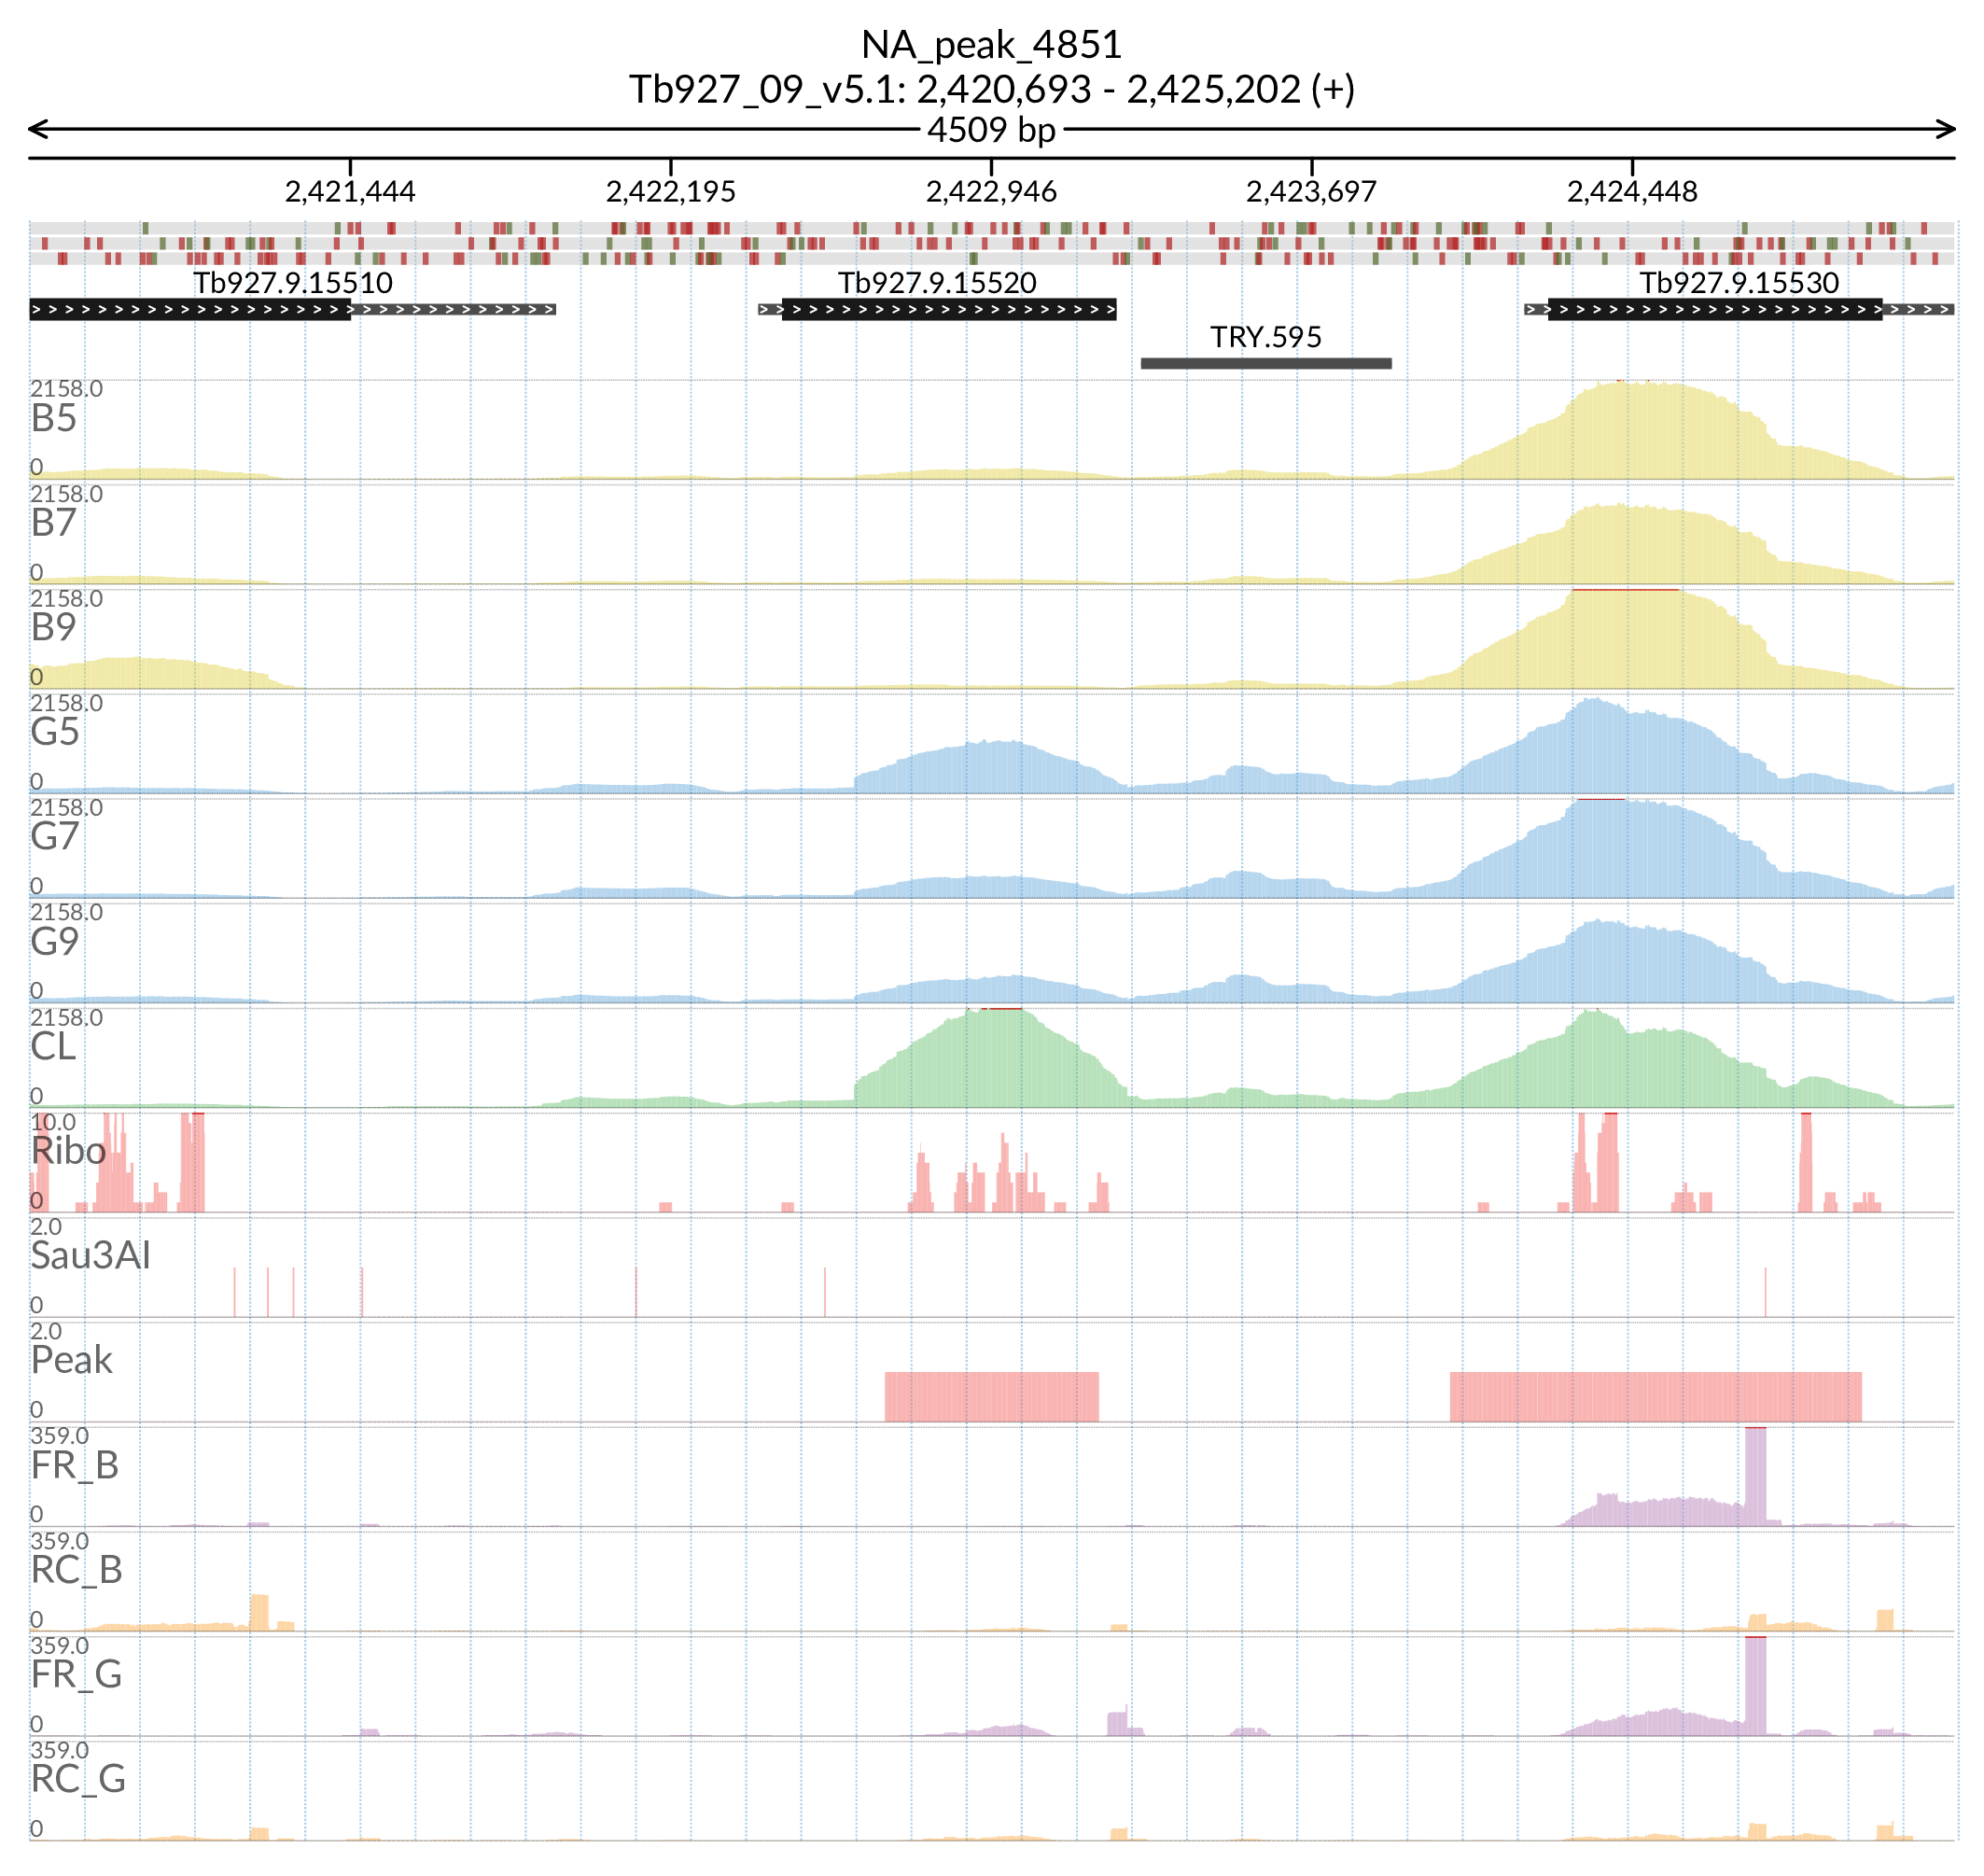 NA_peak_4851
Tb927_09_v5.1: 2,420,693 - 2,425,202 (+)
4509 bp
2,421,444 2,422,195 2,422,946 2,423,697 2,424,448
Tb927.9.15510 Tb927.9.15520 Tb927.9.15530
TRY.595
2158.0
B5
0
2158.0
B7
0
2158.0
B9
0
2158.0
G5
0
2158.0
G7
0
2158.0
G9
0
2158.0
CL
0
10.0
Ribo
0
2.0
Sau3AI
0
2.0
Peak
0
359.0
FR_B
0
359.0
RC_B
0
359.0
FR_G
0
359.0
RC_G
0